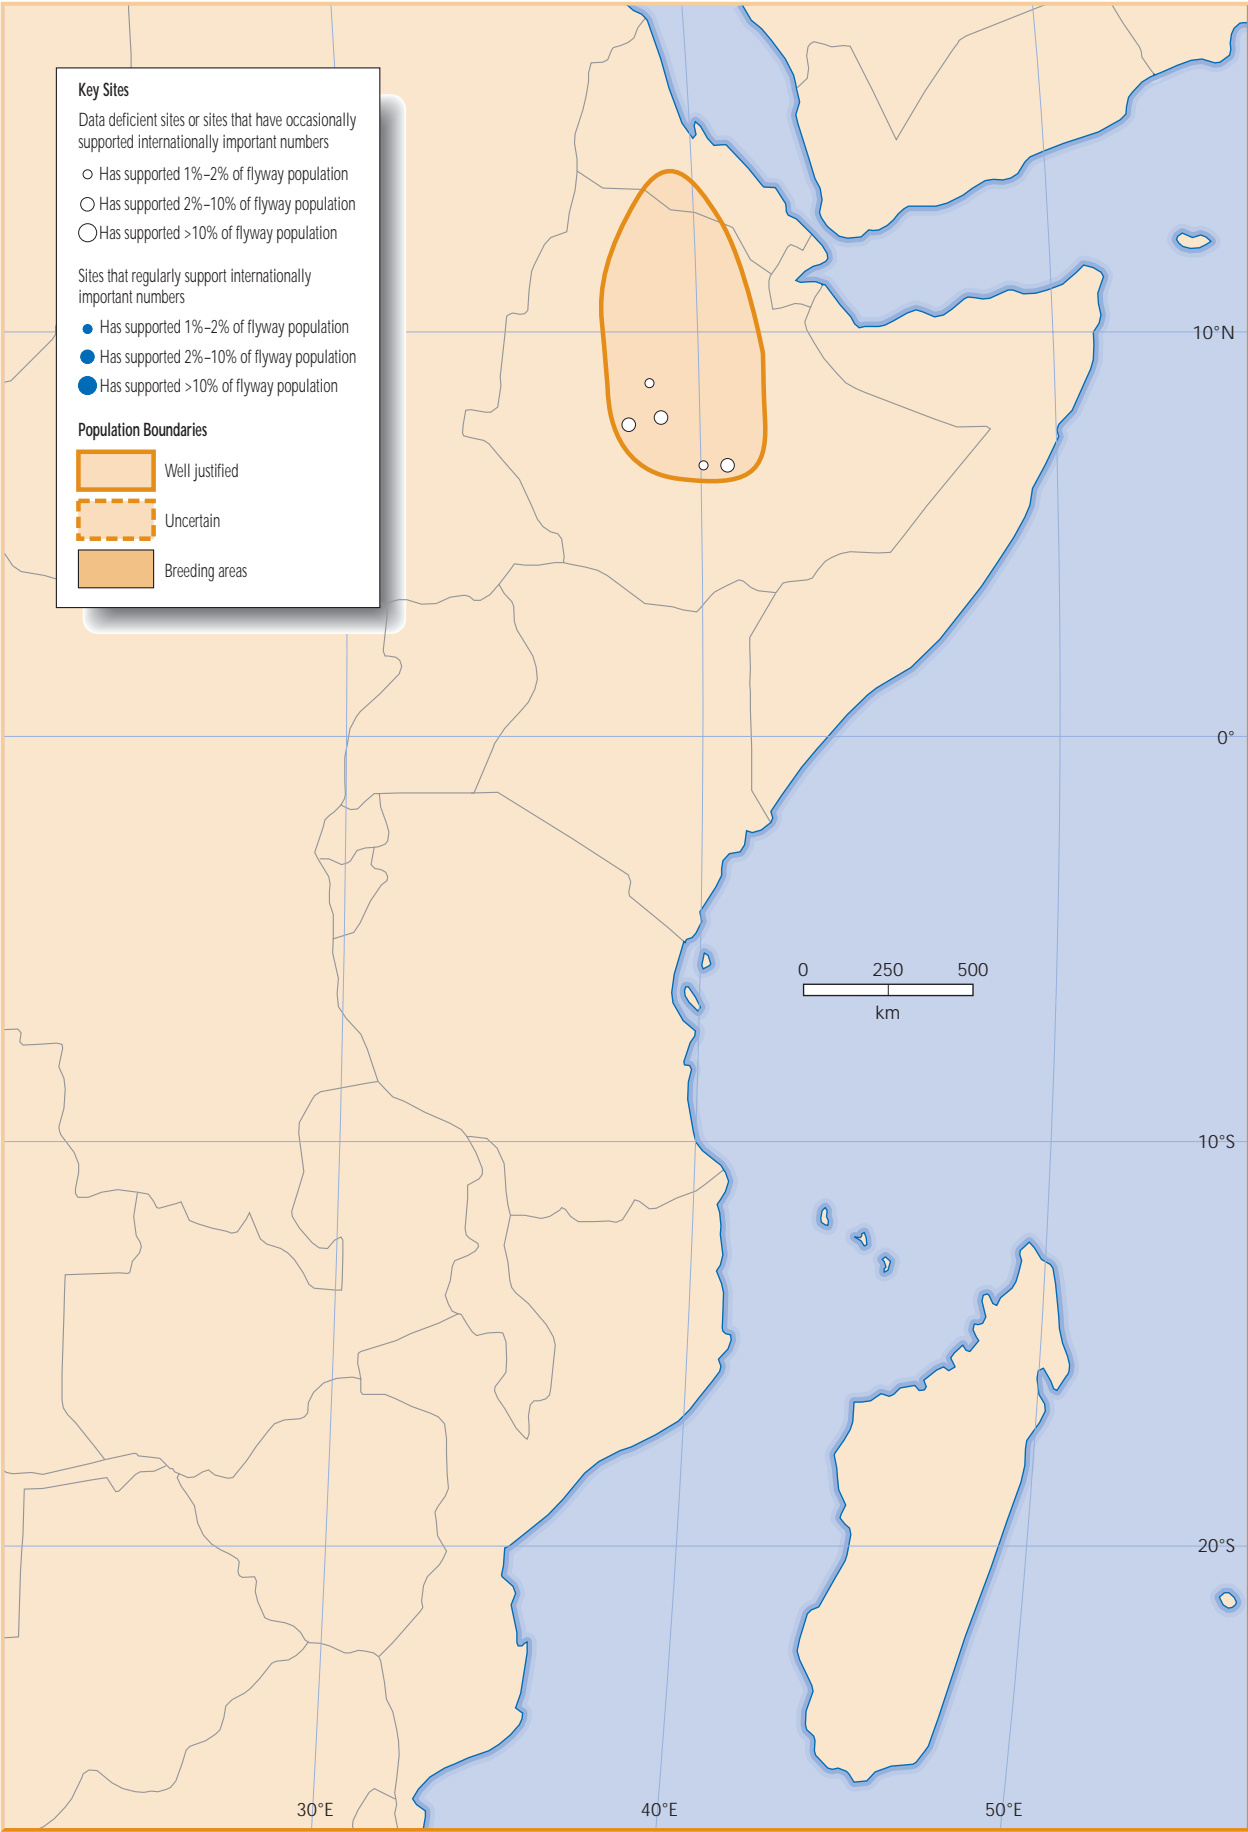 Key Sites
Data deficient sites or sites that have occasionally
supported internationally important numbers
Has supported 1%–2% of flyway population
Has supported 2%–10% of flyway population
Has supported >10% of flyway population
Sites that regularly support internationally
important numbers
Has supported 1%–2% of flyway population
Has supported 2%–10% of flyway population
Has supported >10% of flyway population
Population Boundaries
Well justified
Uncertain
Breeding areas
10°N
0°
0 250 500
km
10°S
20°S
30°E 40°E 50°E